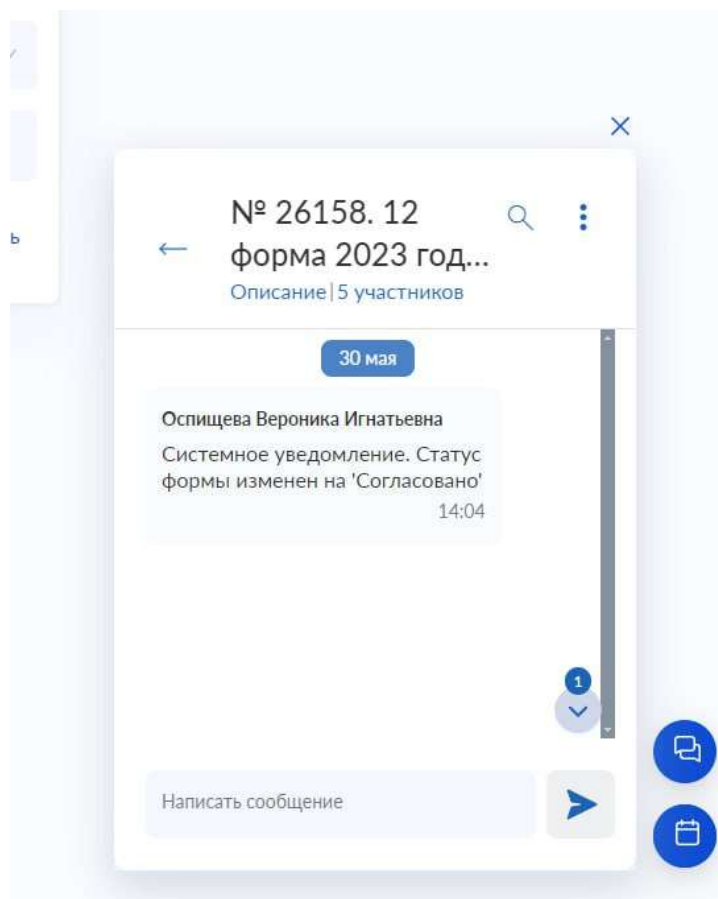 ь
№ 26158. 12
форма 2023 год...
Описание|5 участников
30 мая
Оспищева Вероника Игнатьевна
Системное уведомление. Статус
формы изменен на 'Согласовано'
14:04
1
Написать сообщение